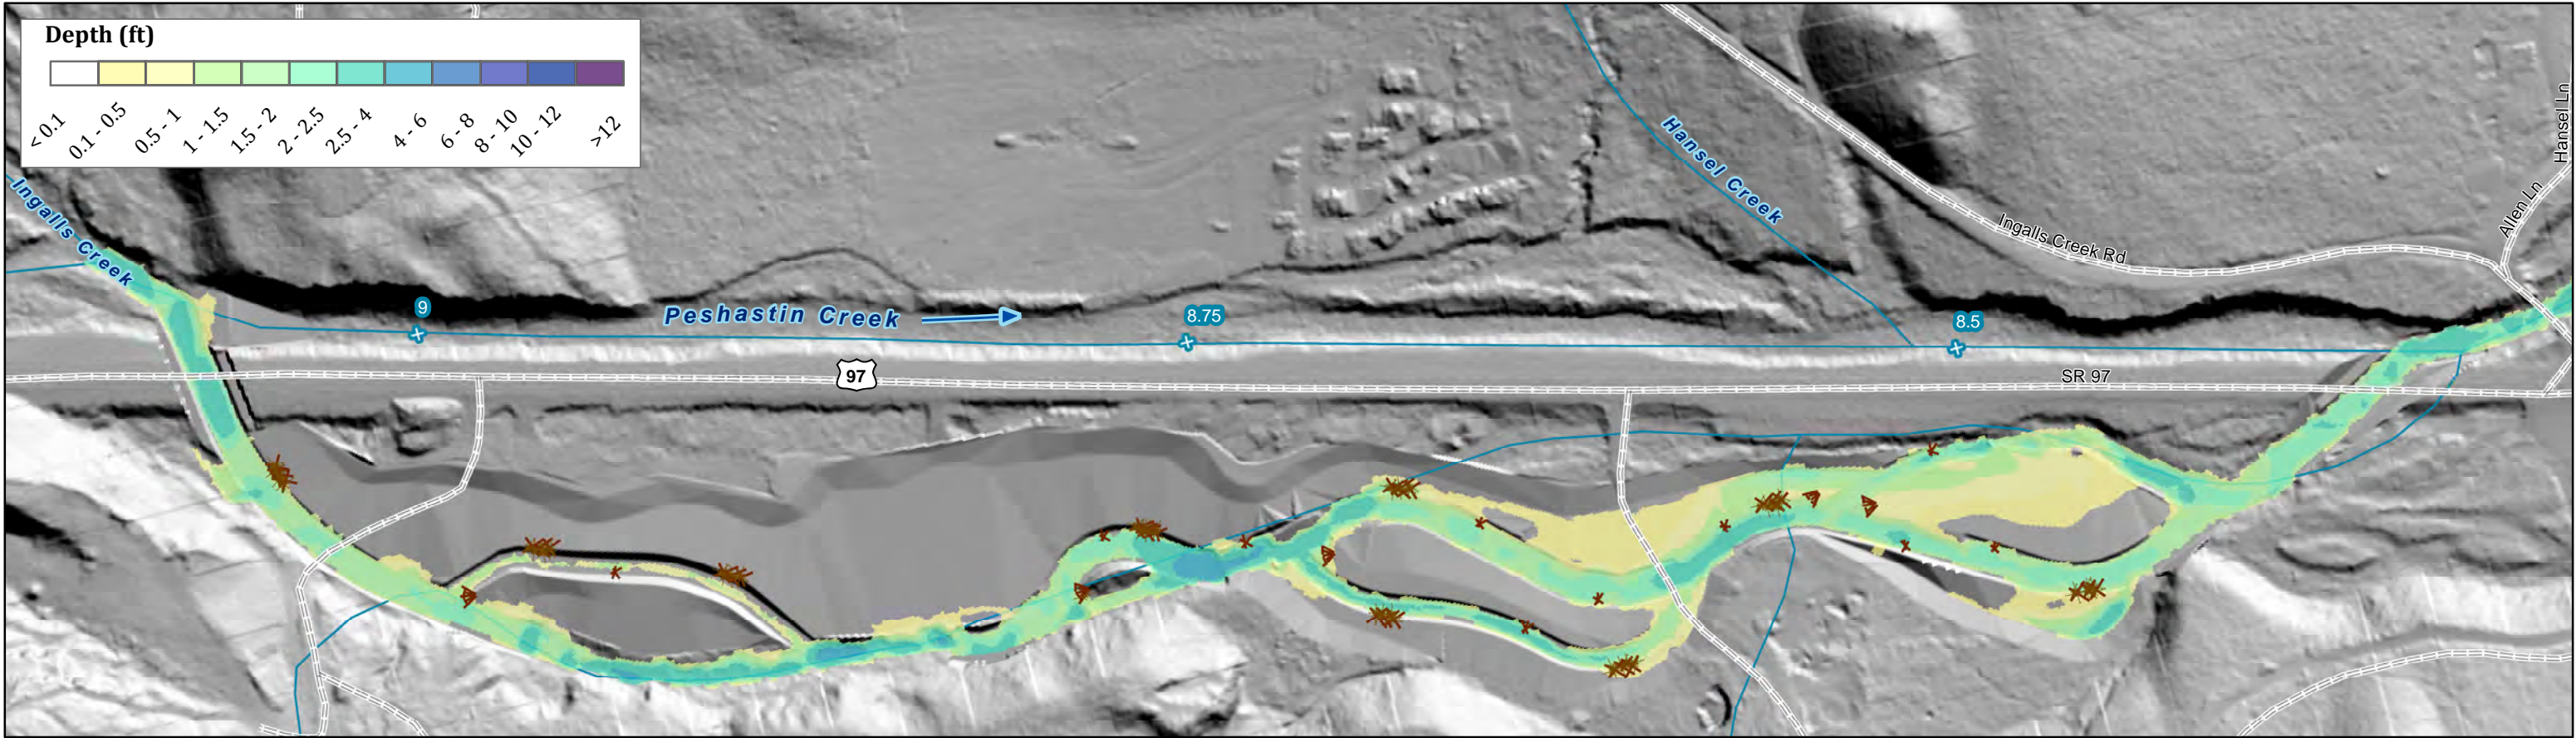 Depth (ft)
< 0.1
0.1 - 0.5
0.5 - 1
1 - 1.5
1.5 - 2
2 - 2.5
2.5 - 4
4 - 6
6 - 8
8 - 10
10 - 12
>12
Ingalls Creek
Hansel Creek
Hansel Ln
Allen Ln
Ingalls Creek Rd
9
Peshastin Creek
8.75
8.5
97
SR 97